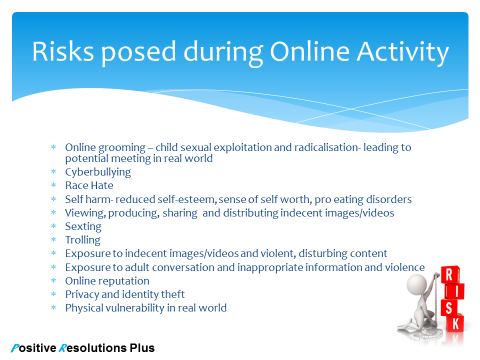 Risks posed during Online Activity
* Online grooming – child sexual exploitation and radicalisation- leading to
potential meeting in real world
* Cyberbullying
* Race Hate
* Self harm- reduced self-esteem, sense of self worth, pro eating disorders
* Viewing, producing, sharing  and distributing indecent images/videos
* Sexting
* Trolling
* Exposure to indecent images/videos and violent, disturbing content
* Exposure to adult conversation and inappropriate information and violence
* Online reputation
* Privacy and identity theft
* Physical vulnerability in real world
R
I
S
K
Positive Resolutions Plus